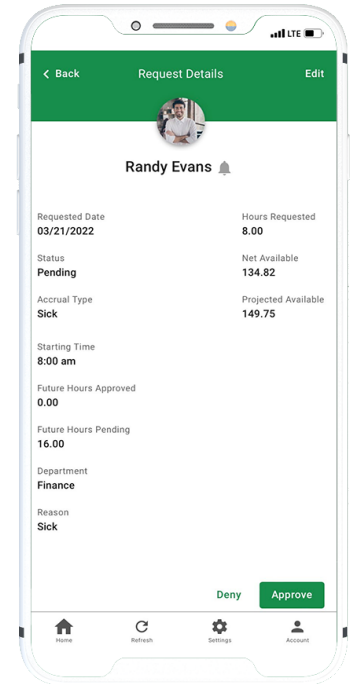 LTE
Back Request Details Edit
Randy Evans
Requested Date Hours Requested
03/21/2022 8.00
Status Net Available
Pending 134.82
Accrual Type Projected Available
Sick 149.75
Starting Time
8:00 am
Future Hours Approved
0.00
Future Hours Pending
16.00
Department
Finance
Reason
Sick
Deny Approve
Home Refresh Settings Account